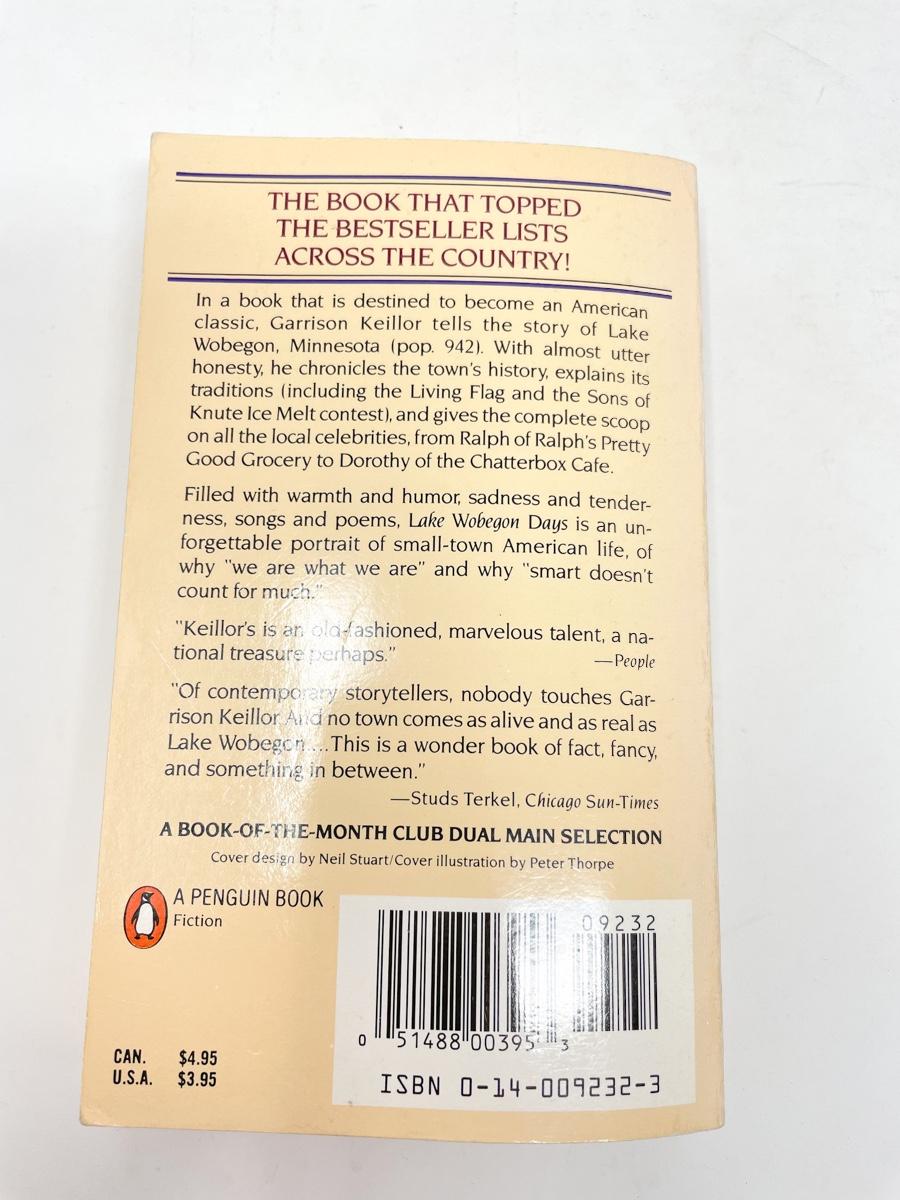 THE BOOK THAT TOPPED
THE BESTSELLER LISTS
ACROSS THE COUNTRY!
In a book that is destined to become an American
classic, Garrison Keillor tells the story of Lake
Wobegon, Minnesota (pop. 942). With almost utter
honesty, he chronicles the town's history, explains its
traditions (including the Living Flag and the Sons of
Knute Ice Melt contest), and gives the complete scoop
on all the local celebrities, from Ralph of Ralph's Pretty
Good Grocery to Dorothy of the Chatterbox Cafe.
Filled with warmth and humor, sadness and tender-
ness, songs and poems, Lake Wobegon Days is an un-
forgettable portrait of small-town American life, of
why "we are what we are" and why "smart doesn't
count for much."
"Keillor's is an old-fashioned, marvelous talent, a na-
tional treasure perhaps."
—People
"Of contemporary storytellers, nobody touches Gar-
rison Keillor. And no town comes as alive and as real as
Lake Wobegon....This is a wonder book of fact, fancy,
and something in between."
—Studs Terkel, Chicago Sun-Times
A BOOK-OF-THE-MONTH CLUB DUAL MAIN SELECTION
Cover design by Neil Stuart/Cover illustration by Peter Thorpe
A PENGUIN BOOK
Fiction
09232
0 51488 00395 3
ISBN 0-14-009232-3
CAN. $4.95
U.S.A. $3.95